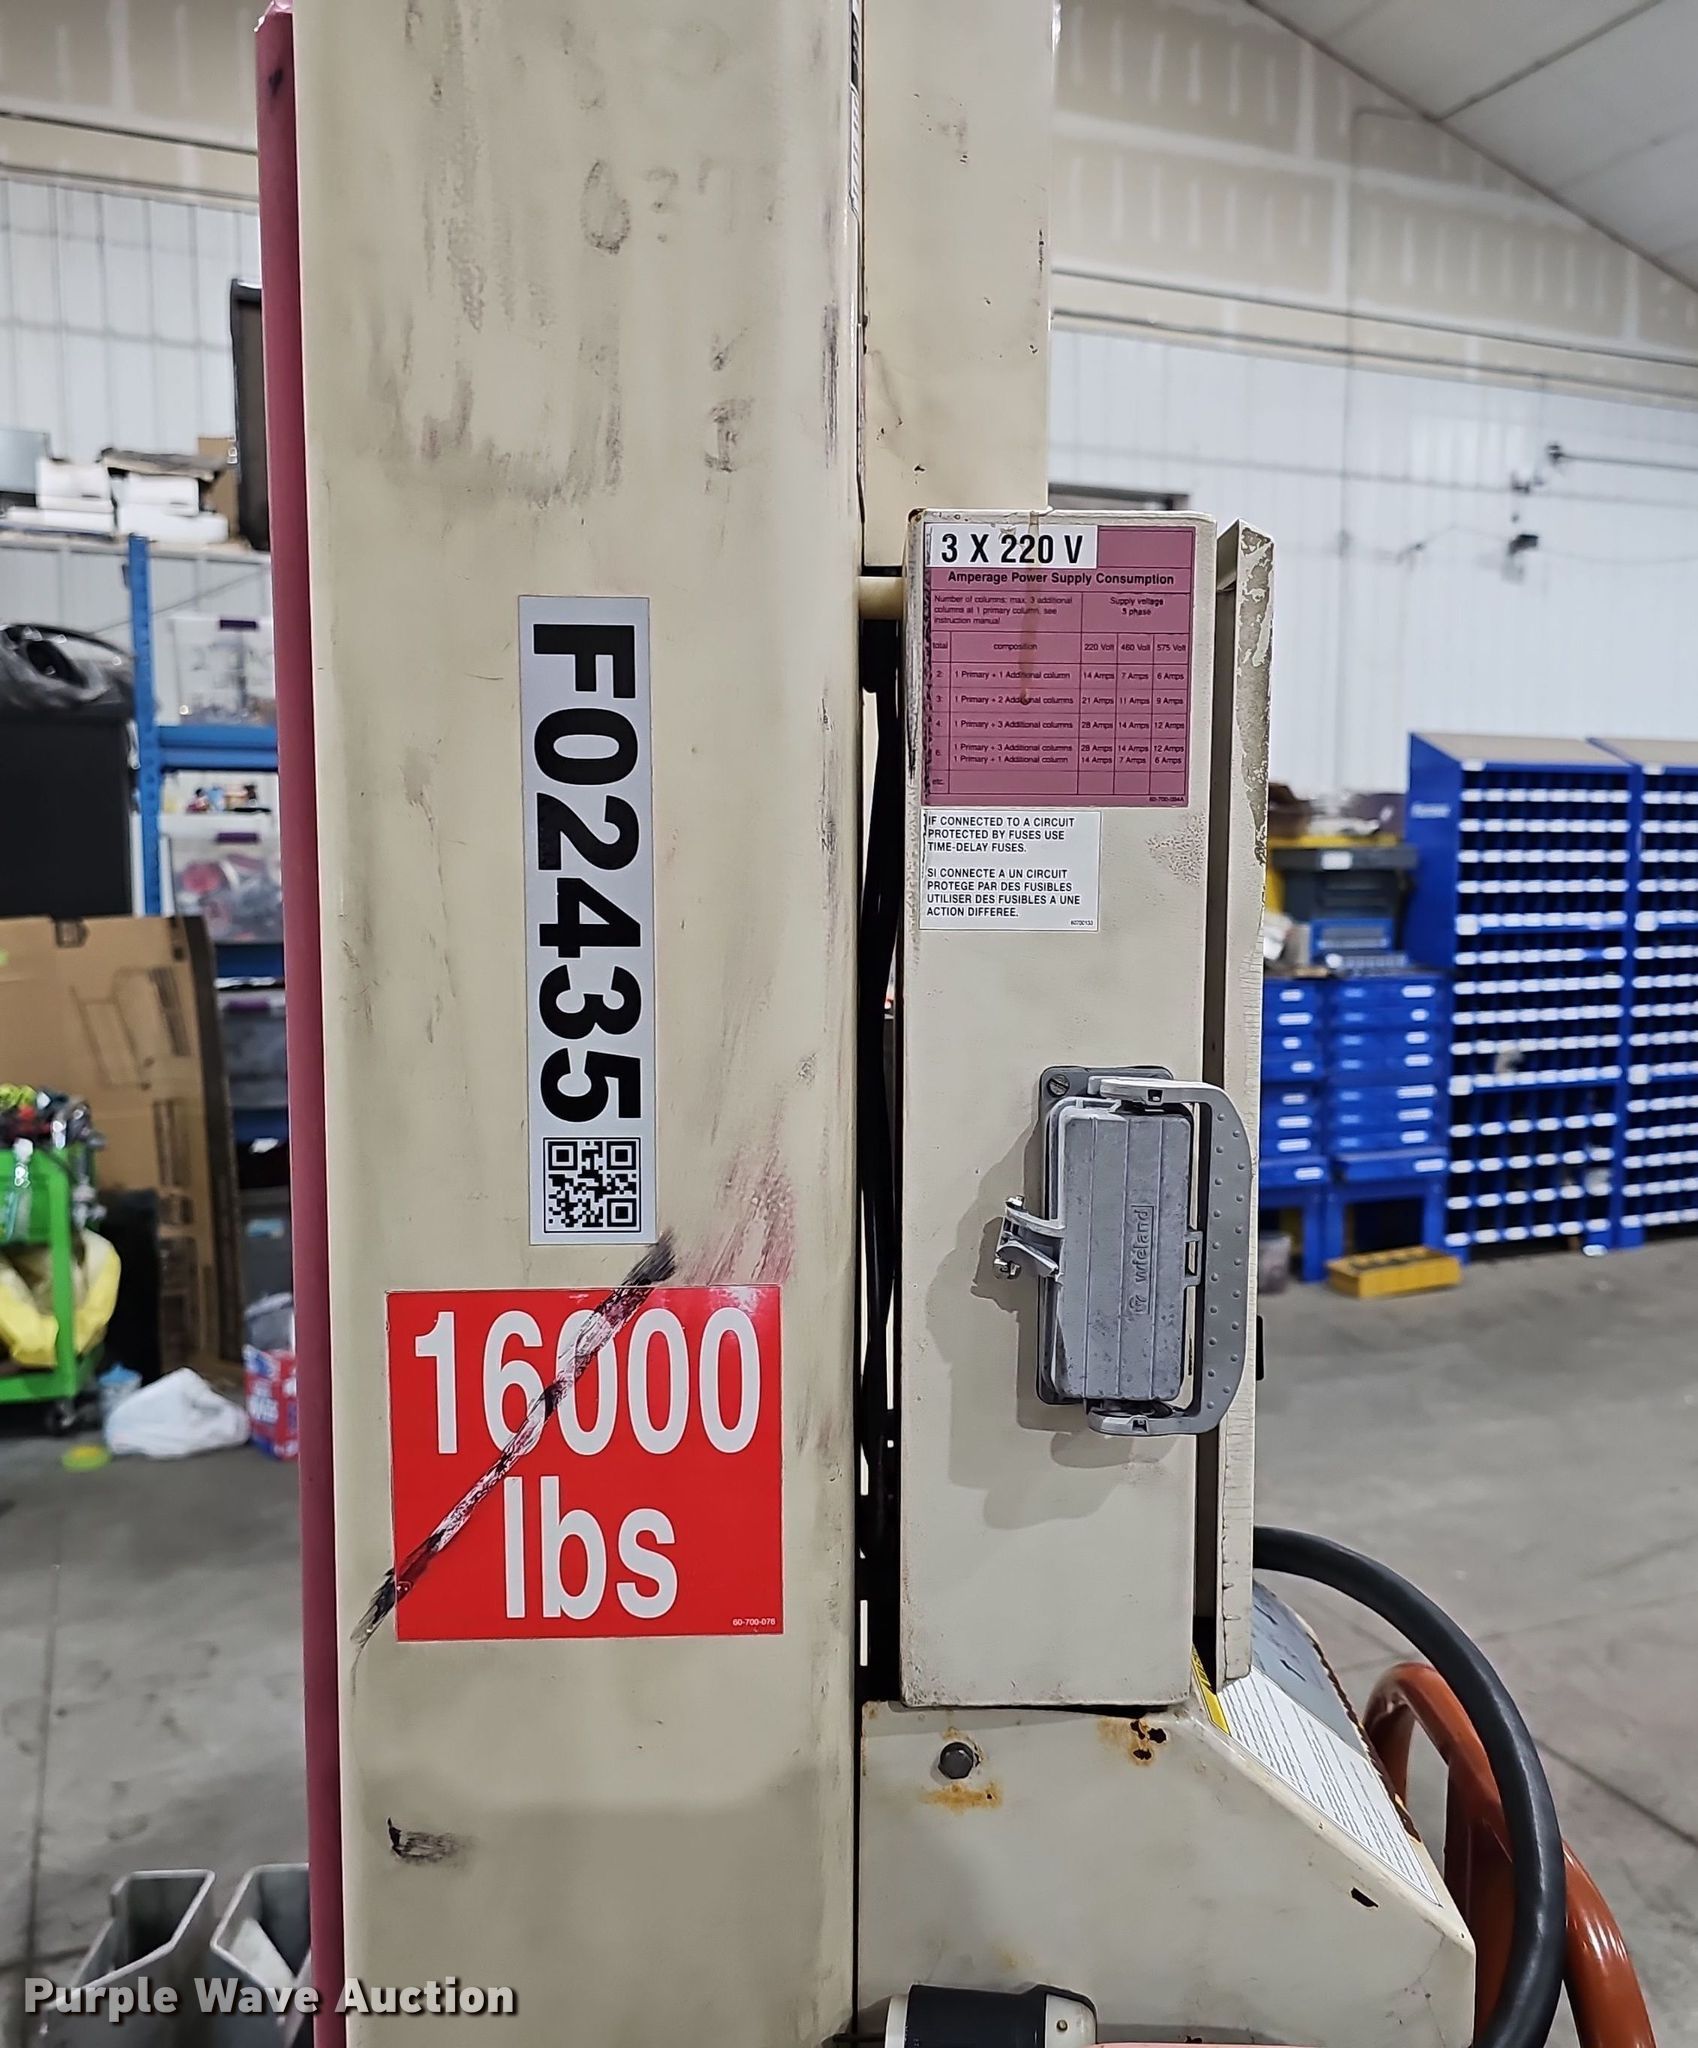 3 X 220 V
Amperage Power Supply Consumption
Number of columns; max. 3 additional
columns at 1 primary column, see
instruction manual
Supply voltage
3 phase
total composition 220 Volt 460 Volt 575 Volt
2: 1 Primary + 1 Additional column 14 Amps 7 Amps 6 Amps
3: 1 Primary + 2 Additional columns 21 Amps 11 Amps 9 Amps
4: 1 Primary + 3 Additional columns 28 Amps 14 Amps 12 Amps
6: 1 Primary + 3 Additional columns 28 Amps 14 Amps 12 Amps
1 Primary + 1 Additional column 14 Amps 7 Amps 6 Amps
etc.
60-700-094A
IF CONNECTED TO A CIRCUIT
PROTECTED BY FUSES USE
TIME-DELAY FUSES.
SI CONNECTE A UN CIRCUIT
PROTEGE PAR DES FUSIBLES
UTILISER DES FUSIBLES A UNE
ACTION DIFFEREE.
60700133
F02435
wieland
16000
lbs
60-700-076
Purple Wave Auction